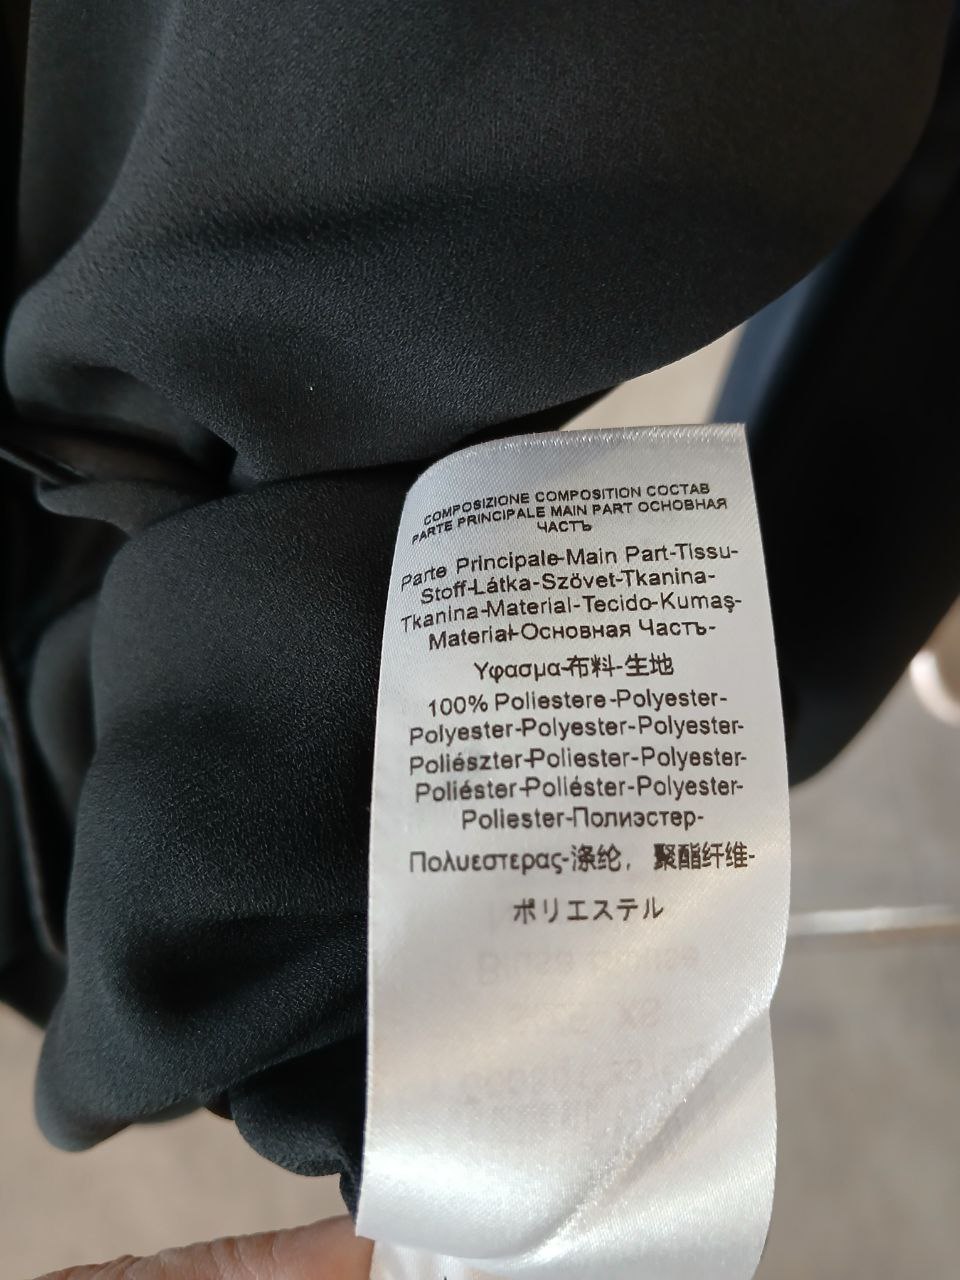 COMPOSIZIONE COMPOSITION СОСТАВ
PARTE PRINCIPALE MAIN PART ОСНОВНАЯ
ЧАСТЬ
Parte Principale-Main Part-Tissu-
Stoff-Látka-Szövet-Tkanina-
Tkanina-Material-Tecido-Kumaş-
Material-Основная Часть-
Υφασμα-布料-生地
100% Poliestere-Polyester-
Polyester-Polyester-Polyester-
Poliészter-Poliester-Polyester-
Poliéster-Poliéster-Polyester-
Poliester-Полиэстер-
Πολυεστερας-涤纶, 聚酯纤维-
ポリエステル